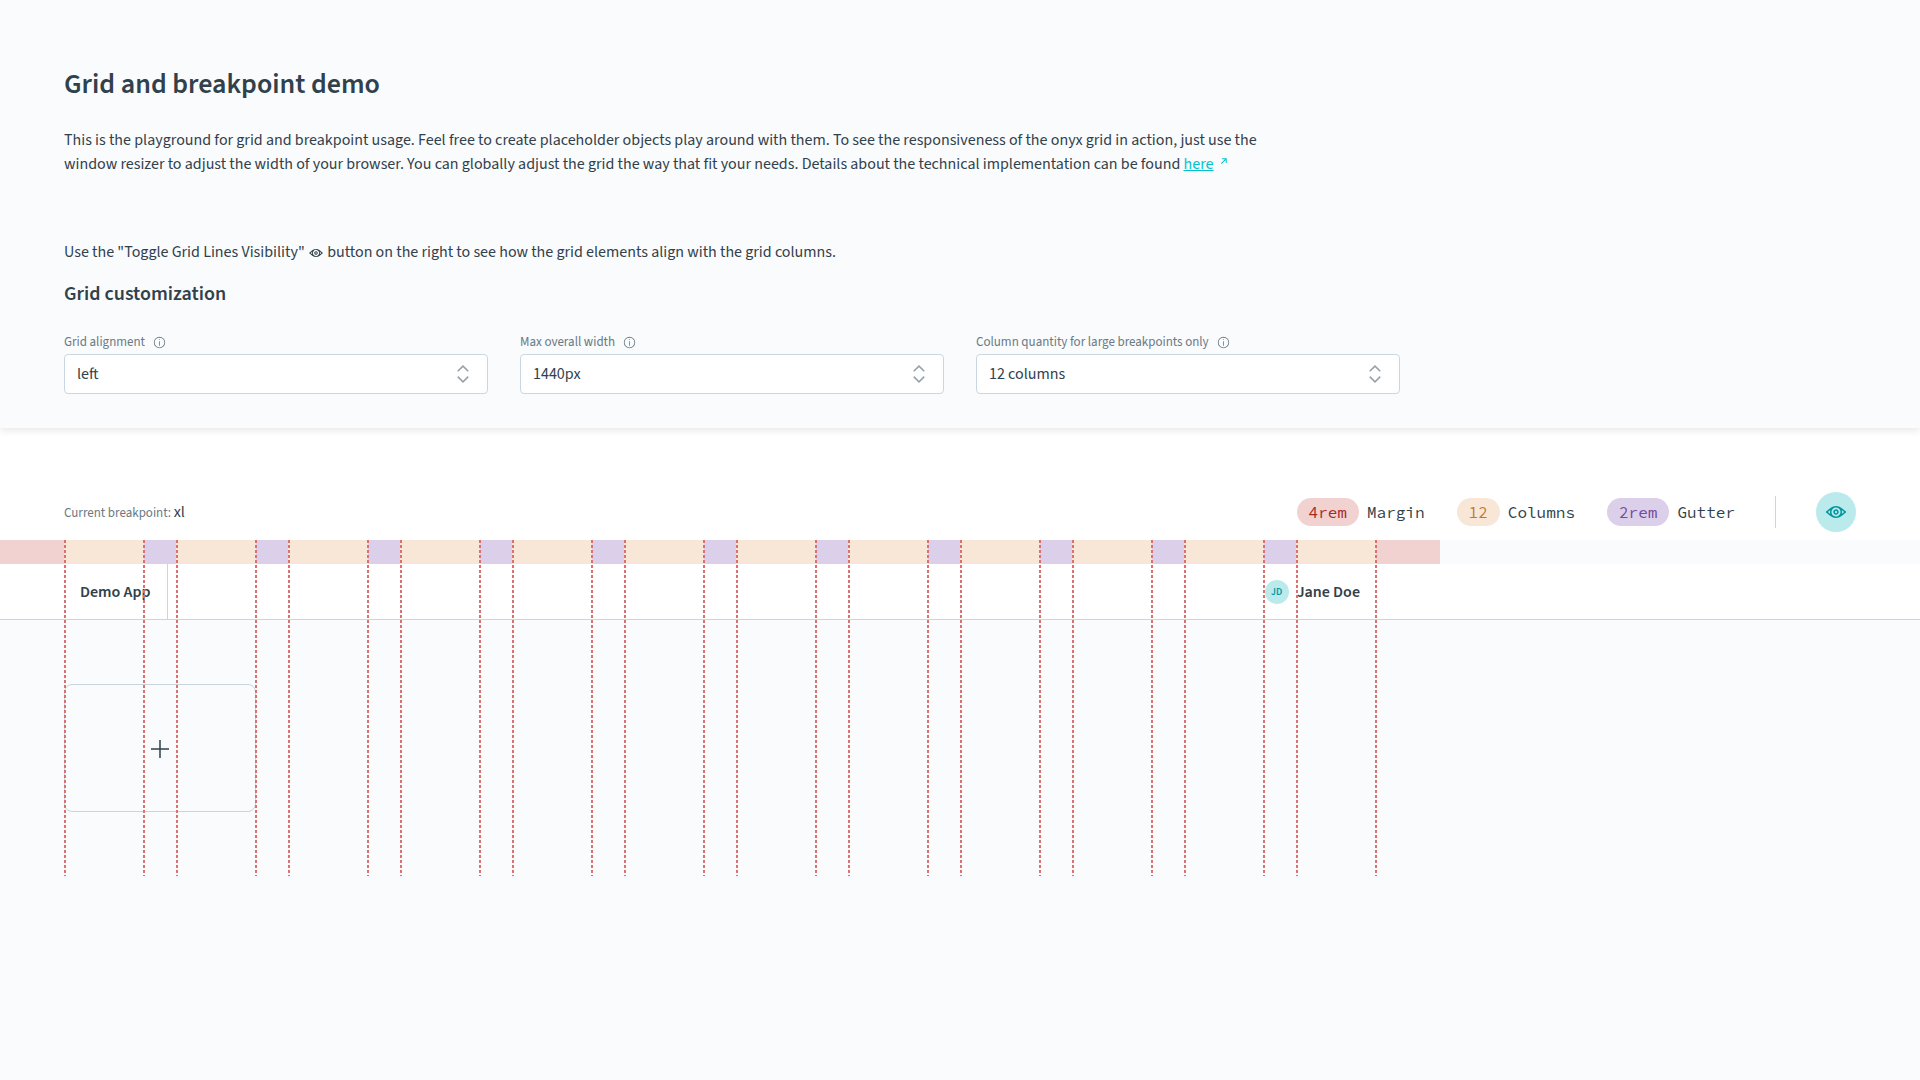 Grid and breakpoint demo
This is the playground for grid and breakpoint usage. Feel free to create placeholder objects play around with them. To see the responsiveness of the onyx grid in action, just use the
window resizer to adjust the width of your browser. You can globally adjust the grid the way that fit your needs. Details about the technical implementation can be found here
Use the "Toggle Grid Lines Visibility" button on the right to see how the grid elements align with the grid columns.
Grid customization
Grid alignment Max overall width Column quantity for large breakpoints only
left 1440px 12 columns
Current breakpoint: xl 4rem Margin 12 Columns 2rem Gutter
Demo App JD Jane Doe